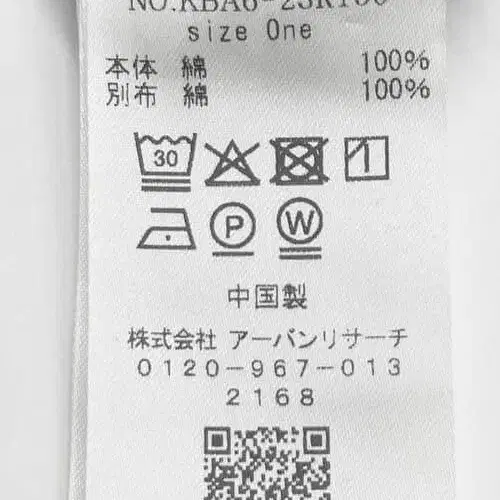 size One
本体 綿 100%
別布 綿 100%
30
P W
中国製
株式会社 アーバンリサーチ
0120-967-013
2168